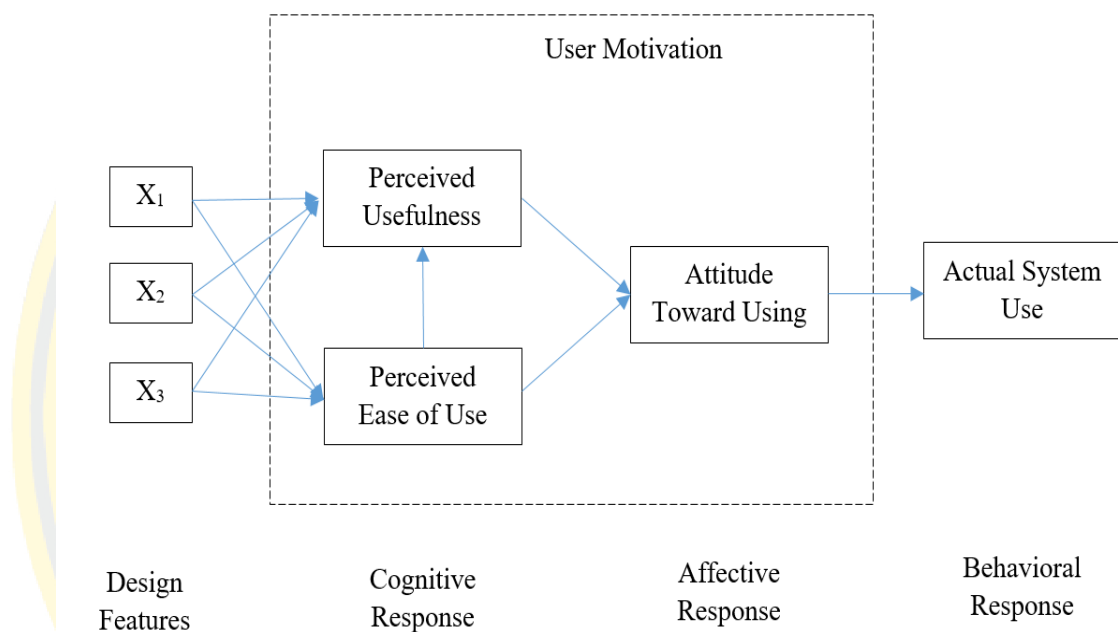 User Motivation
X₁
X₂
X₃
Perceived
Usefulness
Perceived
Ease of Use
Attitude
Toward Using
Actual System
Use
Design
Features
Cognitive
Response
Affective
Response
Behavioral
Response